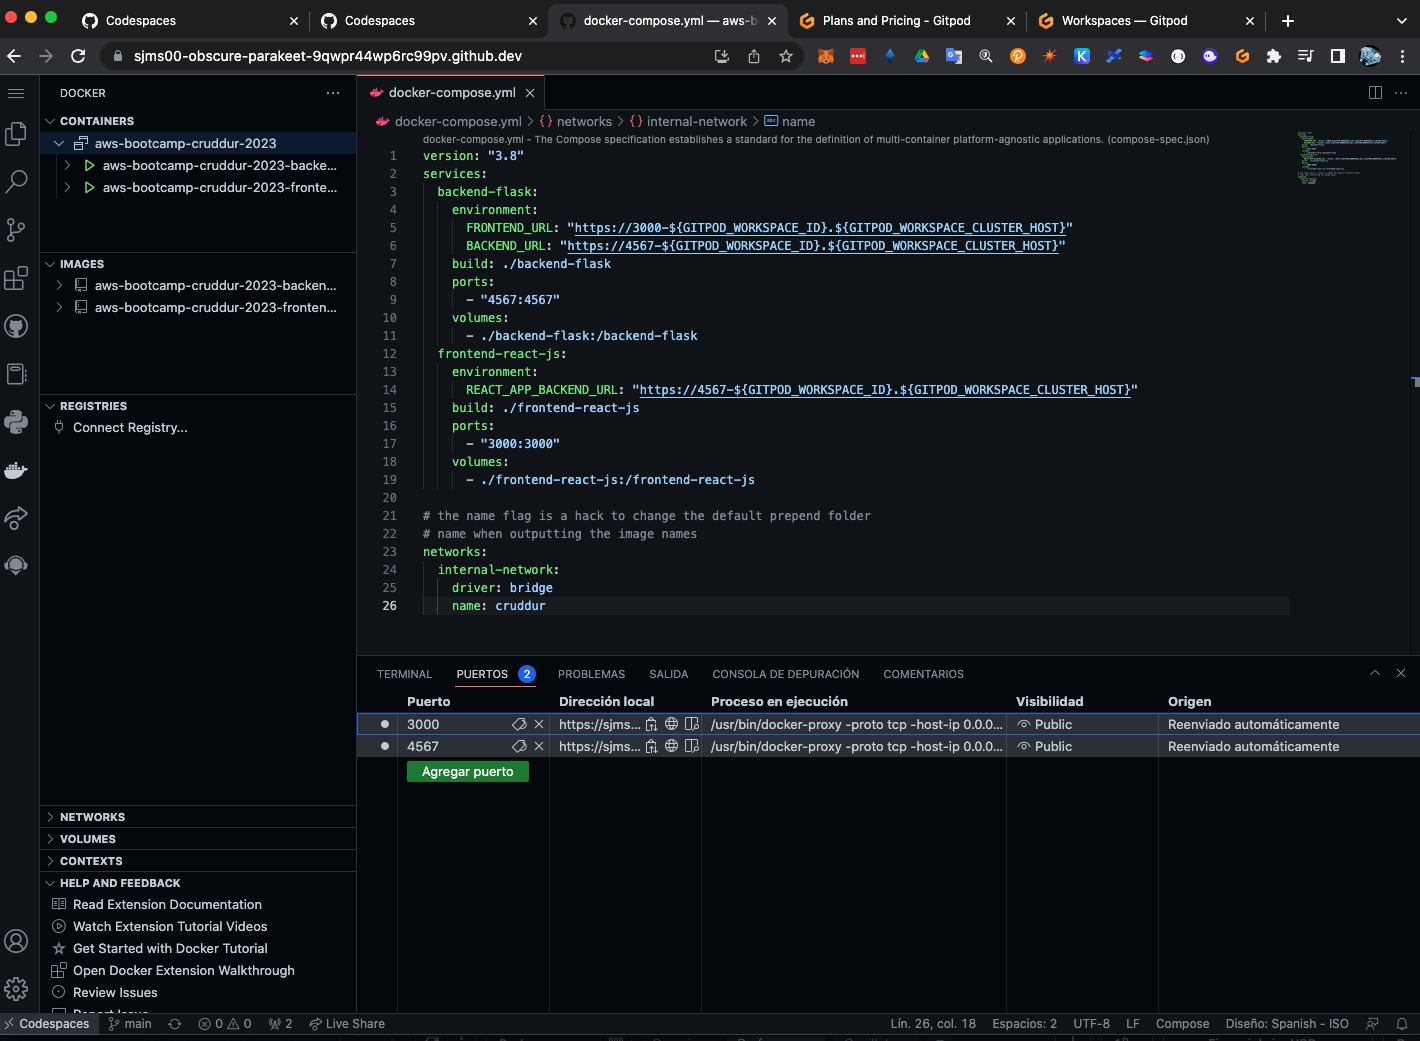 Codespaces
Codespaces
docker-compose.yml — aws-b
Plans and Pricing - Gitpod
Workspaces — Gitpod
sjms00-obscure-parakeet-9qwpr44wp6rc99pv.github.dev
DOCKER
CONTAINERS
aws-bootcamp-cruddur-2023
aws-bootcamp-cruddur-2023-backe...
aws-bootcamp-cruddur-2023-fronte...
IMAGES
aws-bootcamp-cruddur-2023-backen...
aws-bootcamp-cruddur-2023-fronten...
REGISTRIES
Connect Registry...
NETWORKS
VOLUMES
CONTEXTS
HELP AND FEEDBACK
Read Extension Documentation
Watch Extension Tutorial Videos
Get Started with Docker Tutorial
Open Docker Extension Walkthrough
Review Issues
docker-compose.yml
docker-compose.yml > {} networks > {} internal-network > abc name
docker-compose.yml - The Compose specification establishes a standard for the definition of multi-container platform-agnostic applications. (compose-spec.json)
1 version: "3.8"
2 services:
3 backend-flask:
4 environment:
5 FRONTEND_URL: "https://3000-${GITPOD_WORKSPACE_ID}.${GITPOD_WORKSPACE_CLUSTER_HOST}"
6 BACKEND_URL: "https://4567-${GITPOD_WORKSPACE_ID}.${GITPOD_WORKSPACE_CLUSTER_HOST}"
7 build: ./backend-flask
8 ports:
9 - "4567:4567"
10 volumes:
11 - ./backend-flask:/backend-flask
12 frontend-react-js:
13 environment:
14 REACT_APP_BACKEND_URL: "https://4567-${GITPOD_WORKSPACE_ID}.${GITPOD_WORKSPACE_CLUSTER_HOST}"
15 build: ./frontend-react-js
16 ports:
17 - "3000:3000"
18 volumes:
19 - ./frontend-react-js:/frontend-react-js
20
21 # the name flag is a hack to change the default prepend folder
22 # name when outputting the image names
23 networks:
24 internal-network:
25 driver: bridge
26 name: cruddur
TERMINAL PUERTOS 2 PROBLEMAS SALIDA CONSOLA DE DEPURACIÓN COMENTARIOS
Puerto Dirección local Proceso en ejecución Visibilidad Origen
3000 https://sjms... /usr/bin/docker-proxy -proto tcp -host-ip 0.0.0... Public Reenviado automáticamente
4567 https://sjms... /usr/bin/docker-proxy -proto tcp -host-ip 0.0.0... Public Reenviado automáticamente
Agregar puerto
Codespaces main 0 0 2 Live Share Lín. 26, col. 18 Espacios: 2 UTF-8 LF Compose Diseño: Spanish - ISO